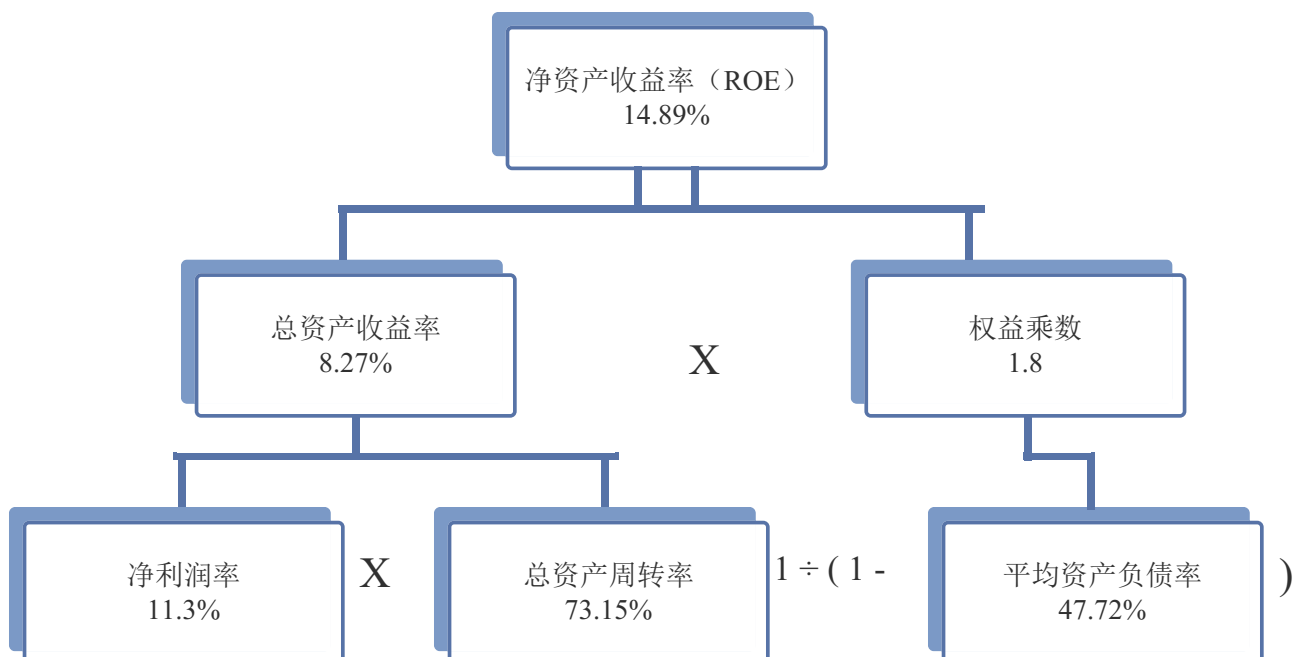 净资产收益率（ROE）
14.89%
总资产收益率
8.27%
X
权益乘数
1.8
净利润率
11.3%
X
总资产周转率
73.15%
1 ÷ ( 1 -
平均资产负债率
47.72%
)